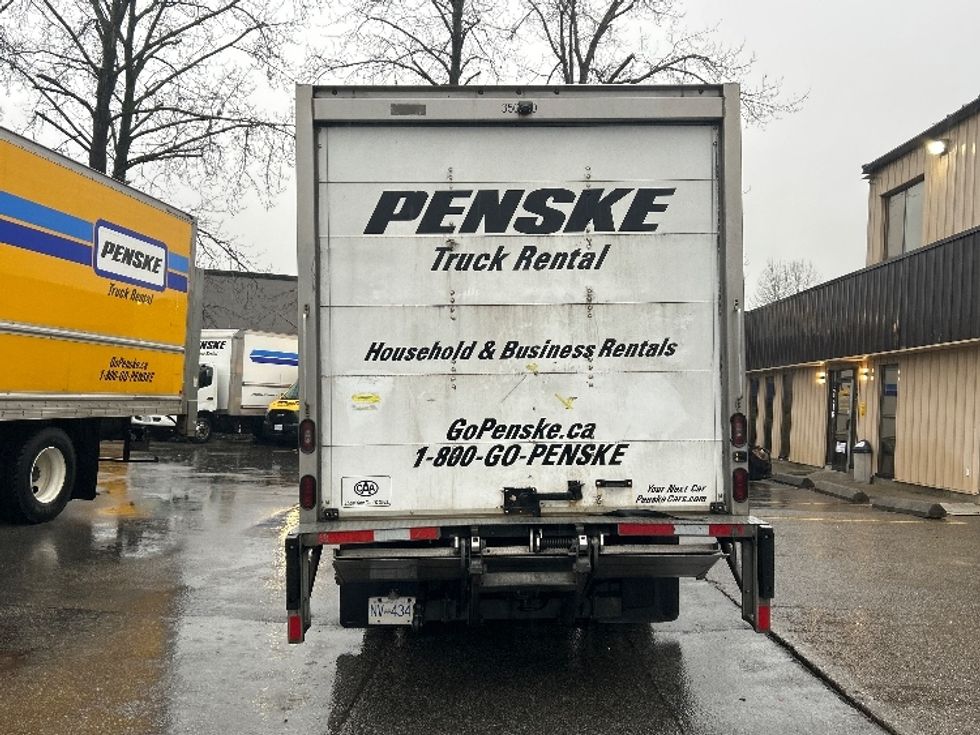 PENSKE
Truck Rental
Household & Business Rentals
GoPenske.ca
1-800-GO-PENSKE
CAA
Your Next Car
PenskeCars.com
PENSKE
Truck Rental
GoPenske.ca
1-800-GO-PENSKE
PENSKE